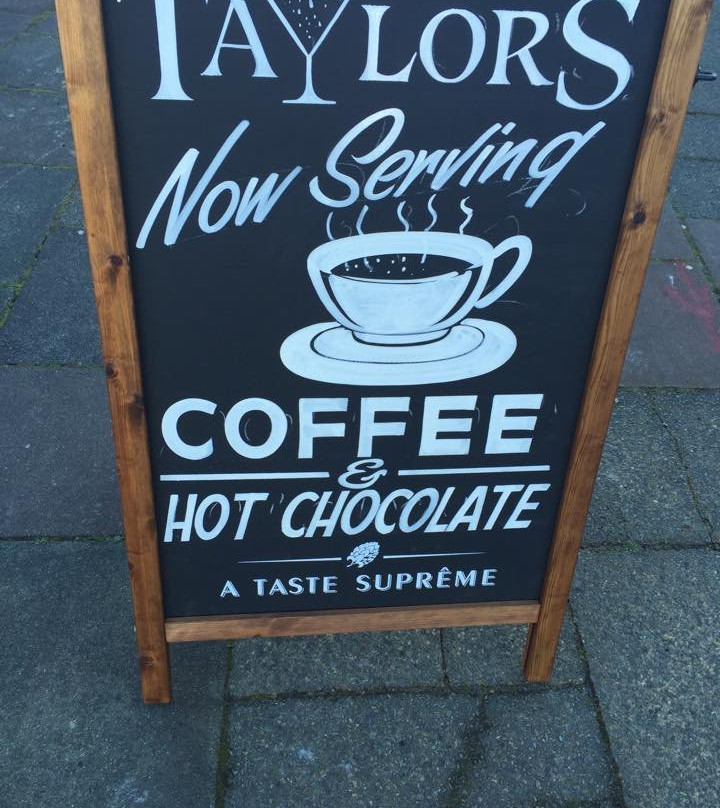 TAYLORS
Now Serving
COFFEE
&
HOT CHOCOLATE
A TASTE SUPRÊME